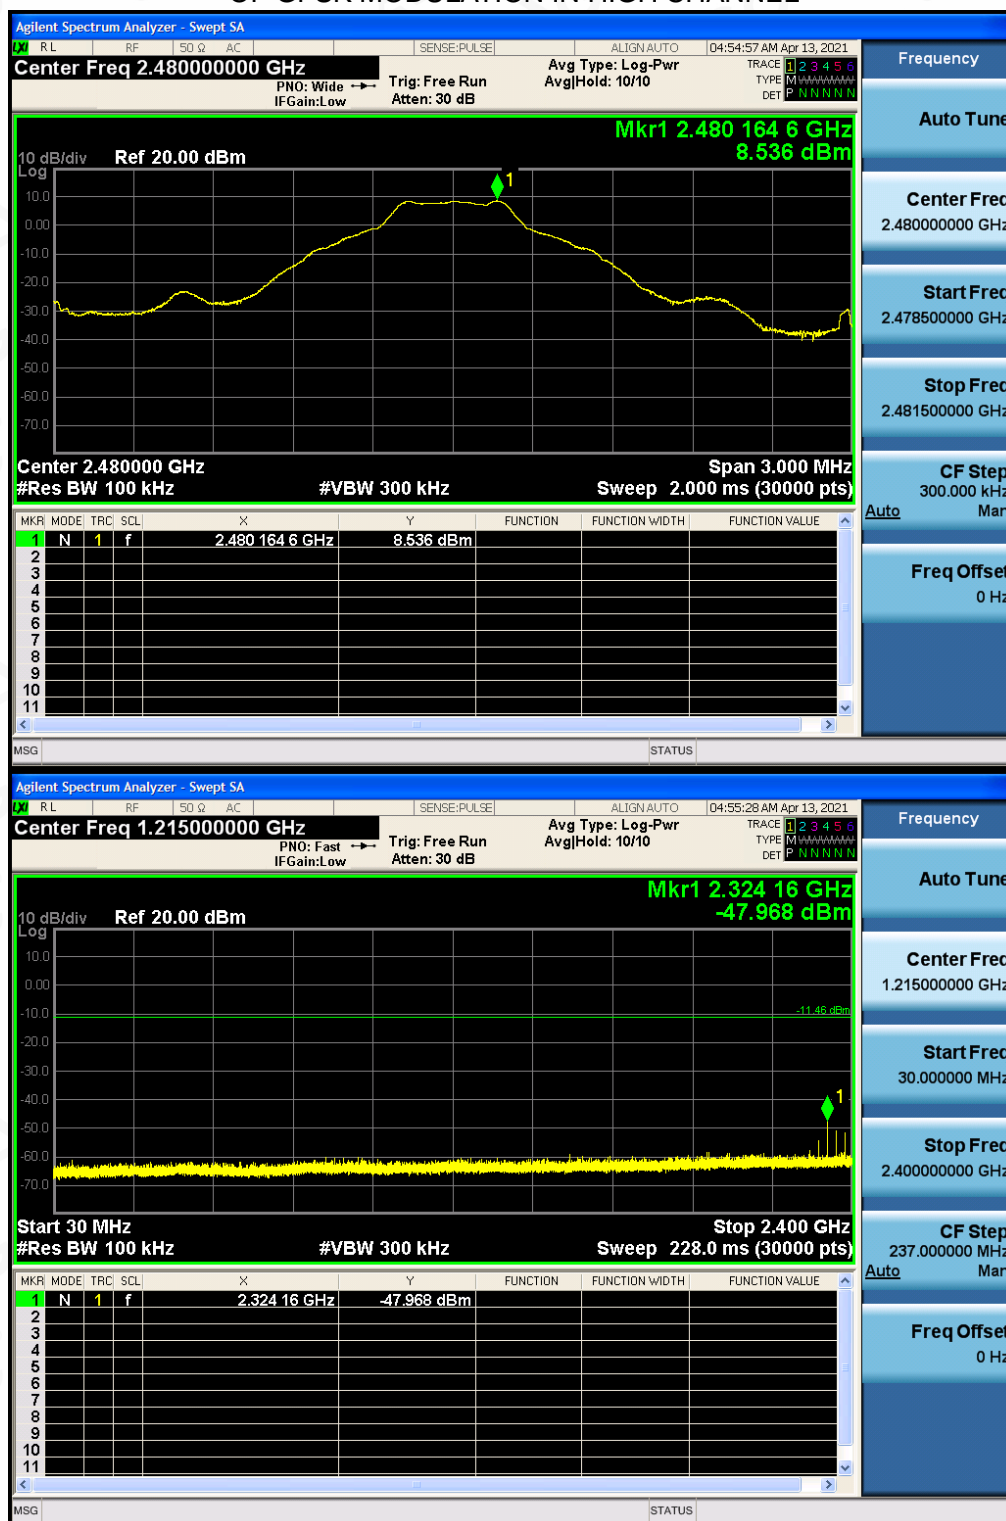 OF GFSK MODULATION IN HIGH CHANNEL
Agilent Spectrum Analyzer - Swept SA
LXI RL RF 50 Ω AC SENSE:PULSE ALIGN AUTO 04:54:57 AM Apr 13, 2021
Center Freq 2.480000000 GHz
PNO: Wide
IFGain:Low
Trig: Free Run
Atten: 30 dB
Avg Type: Log-Pwr
Avg|Hold: 10/10
TRACE 1 2 3 4 5 6
TYPE M
DET P N N N N N
Mkr1 2.480 164 6 GHz
8.536 dBm
10 dB/div Ref 20.00 dBm
Log
1
10.0
0.00
-10.0
-20.0
-30.0
-40.0
-50.0
-60.0
-70.0
Center 2.480000 GHz Span 3.000 MHz
#Res BW 100 kHz #VBW 300 kHz Sweep 2.000 ms (30000 pts)
MKR MODE TRC SCL X Y FUNCTION FUNCTION WIDTH FUNCTION VALUE
1 N 1 f 2.480 164 6 GHz 8.536 dBm
2
3
4
5
6
7
8
9
10
11
MSG STATUS
Frequency
Auto Tune
Center Freq
2.480000000 GHz
Start Freq
2.478500000 GHz
Stop Freq
2.481500000 GHz
CF Step
300.000 kHz
Auto Man
Freq Offset
0 Hz
Agilent Spectrum Analyzer - Swept SA
LXI RL RF 50 Ω AC SENSE:PULSE ALIGN AUTO 04:55:28 AM Apr 13, 2021
Center Freq 1.215000000 GHz
PNO: Fast
IFGain:Low
Trig: Free Run
Atten: 30 dB
Avg Type: Log-Pwr
Avg|Hold: 10/10
TRACE 1 2 3 4 5 6
TYPE M
DET P N N N N N
Mkr1 2.324 16 GHz
-47.968 dBm
10 dB/div Ref 20.00 dBm
Log
10.0
0.00
-10.0
-11.46 dBm
-20.0
-30.0
-40.0
1
-50.0
-60.0
-70.0
Start 30 MHz Stop 2.400 GHz
#Res BW 100 kHz #VBW 300 kHz Sweep 228.0 ms (30000 pts)
MKR MODE TRC SCL X Y FUNCTION FUNCTION WIDTH FUNCTION VALUE
1 N 1 f 2.324 16 GHz -47.968 dBm
2
3
4
5
6
7
8
9
10
11
MSG STATUS
Frequency
Auto Tune
Center Freq
1.215000000 GHz
Start Freq
30.000000 MHz
Stop Freq
2.400000000 GHz
CF Step
237.000000 MHz
Auto Man
Freq Offset
0 Hz